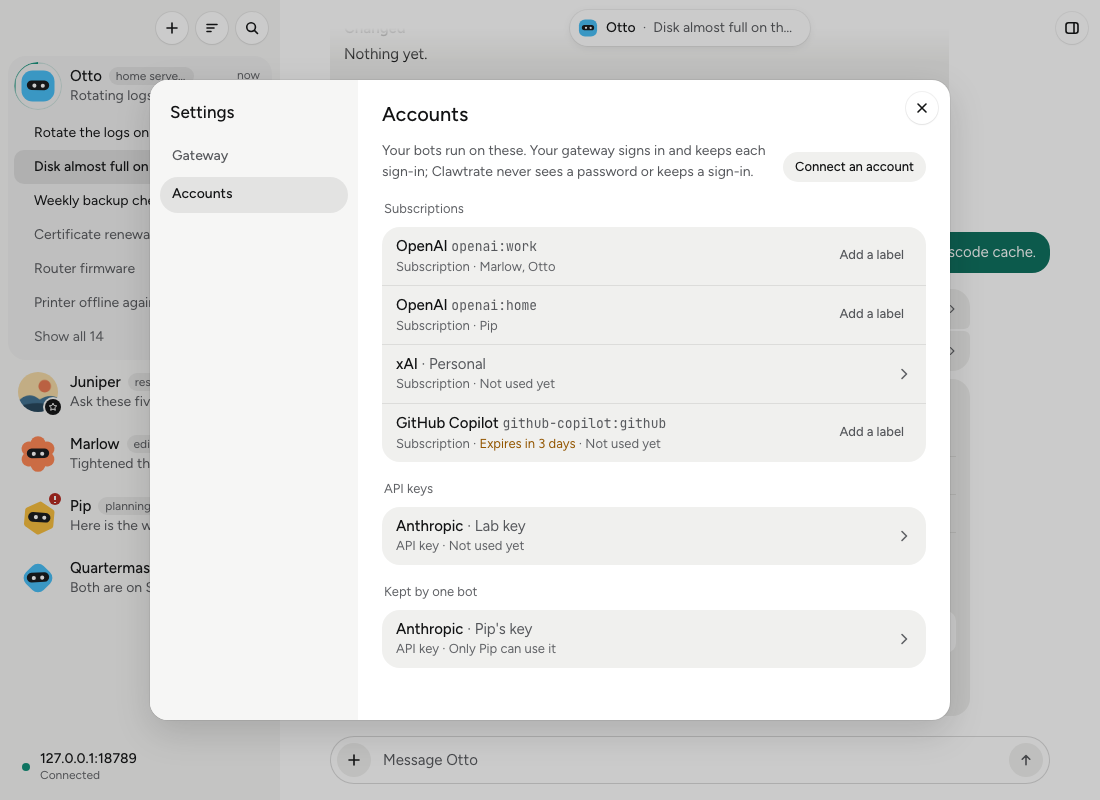 Otto · Disk almost full on th...
Changed
Nothing yet.
Otto home serve... now
Rotating logs
Rotate the logs on
Disk almost full on
Weekly backup che
Certificate renewa
Router firmware
Printer offline again
Show all 14
Juniper res
Ask these fiv
Marlow edi
Tightened th
Pip planning
Here is the w
Quartermas
Both are on S
127.0.0.1:18789
Connected
Settings
Gateway
Accounts
Accounts
Your bots run on these. Your gateway signs in and keeps each
sign-in; Clawtrate never sees a password or keeps a sign-in.
Connect an account
Subscriptions
OpenAI openai:work
Subscription · Marlow, Otto
Add a label
OpenAI openai:home
Subscription · Pip
Add a label
xAI · Personal
Subscription · Not used yet
GitHub Copilot github-copilot:github
Subscription · Expires in 3 days · Not used yet
Add a label
API keys
Anthropic · Lab key
API key · Not used yet
Kept by one bot
Anthropic · Pip's key
API key · Only Pip can use it
scode cache.
Message Otto